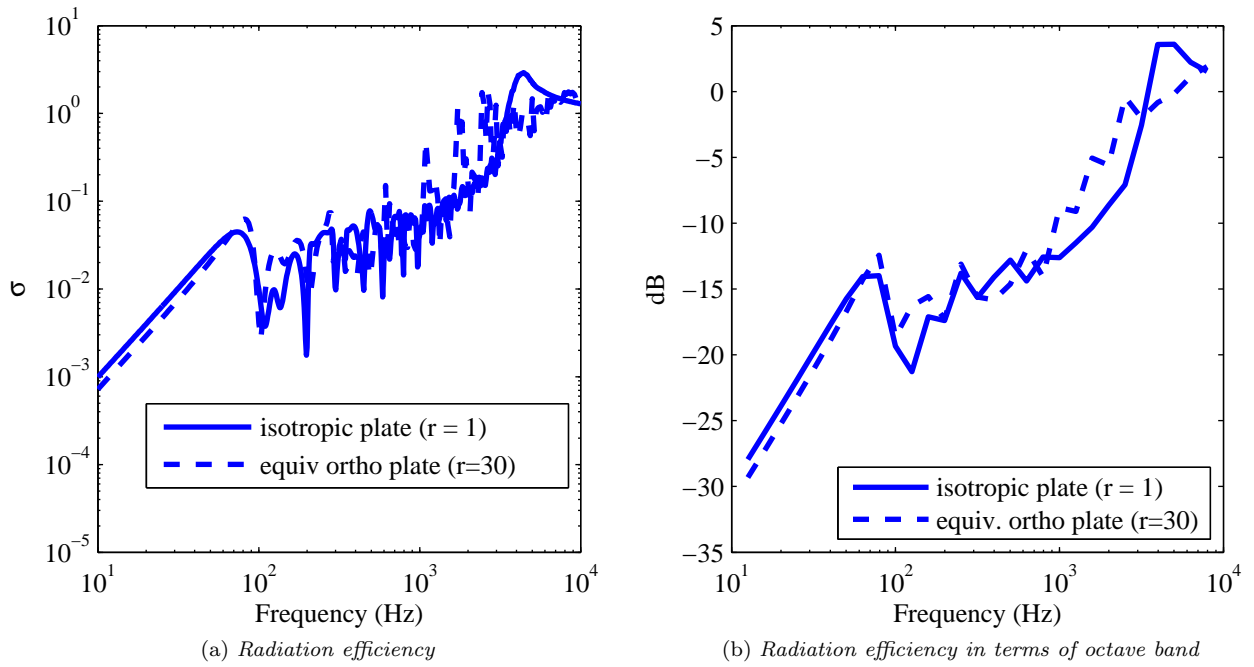 10^1
10^0
10^−1
10^−2
10^−3
10^−4
10^−5
σ
isotropic plate (r = 1)
equiv ortho plate (r=30)
10^1 10^2 10^3 10^4
Frequency (Hz)
(a) Radiation efficiency
5
0
−5
−10
−15
−20
−25
−30
−35
dB
isotropic plate (r = 1)
equiv. ortho plate (r=30)
10^1 10^2 10^3 10^4
Frequency (Hz)
(b) Radiation efficiency in terms of octave band